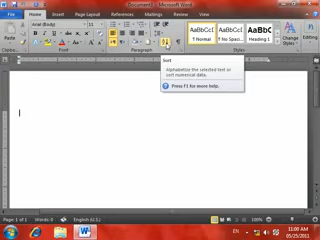 Document1 - Microsoft Word
File Home Insert Page Layout References Mailings Review View
Arial (Body) 11
Paste
AaBbCcI AaBbCcI AaBbC
¶ Normal ¶ No Spaci... Heading 1
Change Styles Editing
Clipboard Font Paragraph Styles
Sort
Alphabetize the selected text or
sort numerical data.
Press F1 for more help.
Page: 1 of 1 Words: 0 English (U.S.) 100%
EN 11:00 AM
05/25/2011